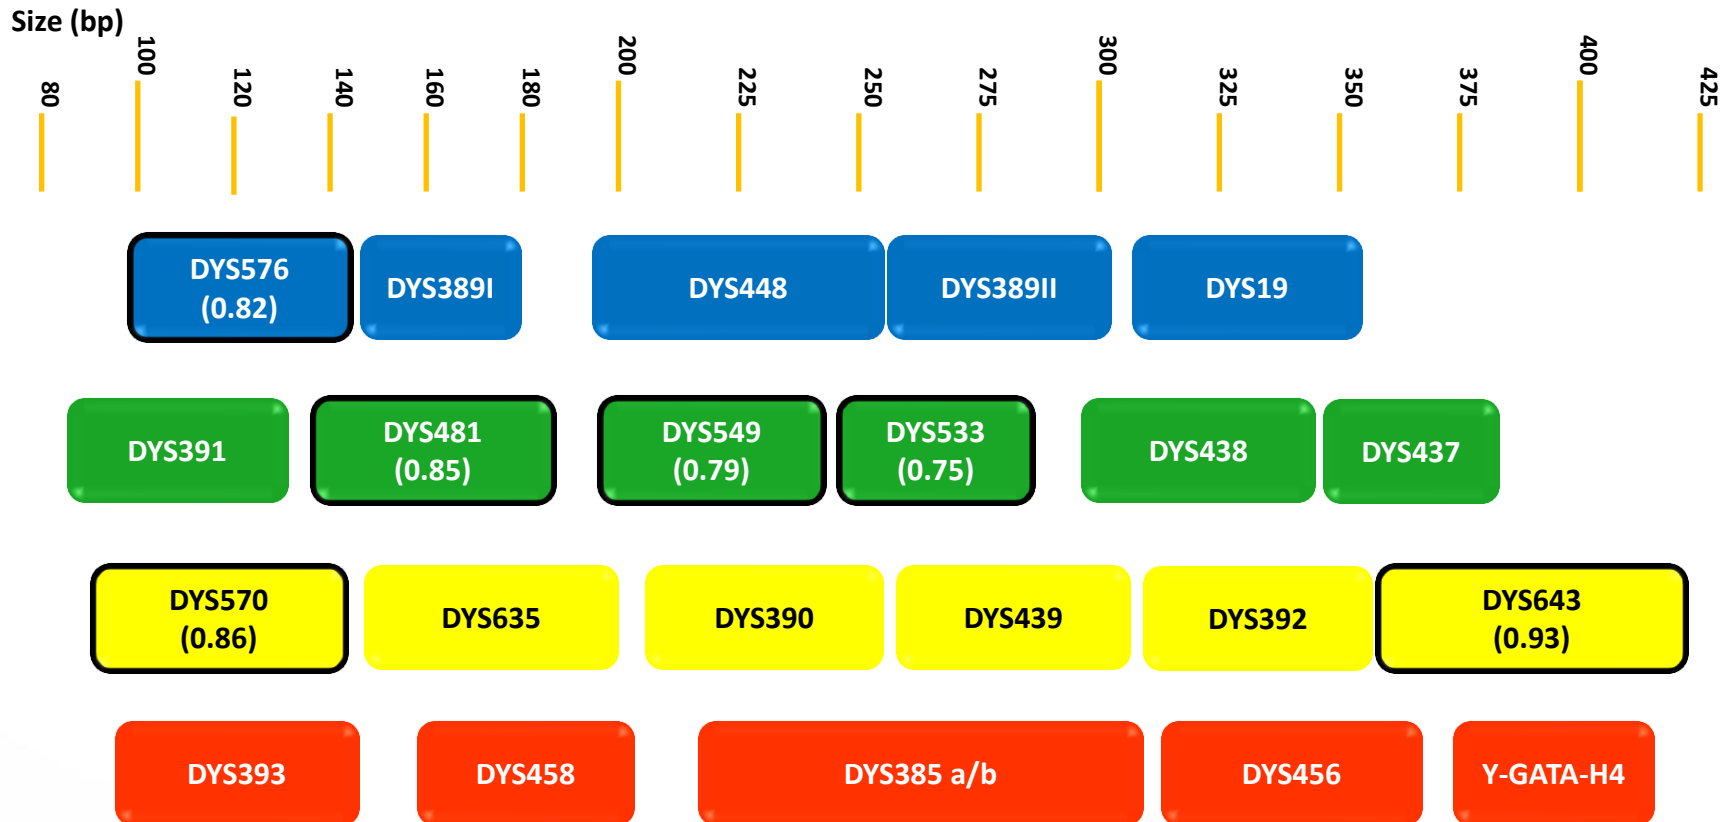 Size (bp)
80
100
120
140
160
180
200
225
250
275
300
325
350
375
400
425
DYS576
(0.82)
DYS389I
DYS448
DYS389II
DYS19
DYS391
DYS481
(0.85)
DYS549
(0.79)
DYS533
(0.75)
DYS438
DYS437
DYS570
(0.86)
DYS635
DYS390
DYS439
DYS392
DYS643
(0.93)
DYS393
DYS458
DYS385 a/b
DYS456
Y-GATA-H4